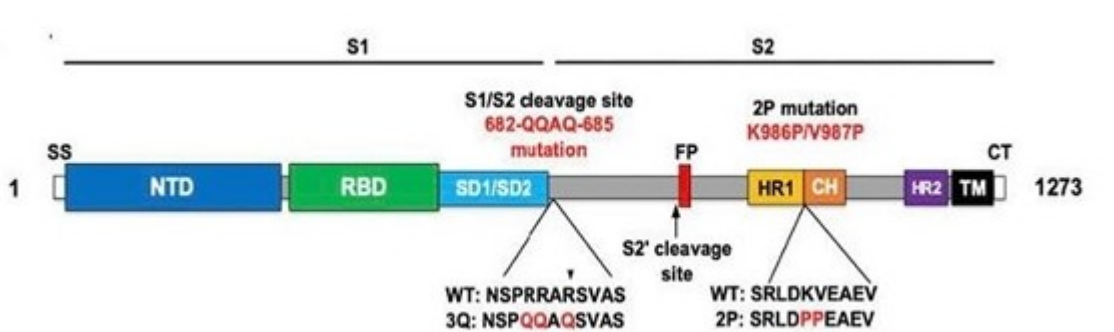 S1
S2
S1/S2 cleavage site
682-QQAQ-685
mutation
2P mutation
K986P/V987P
SS
FP
CT
1
NTD
RBD
SD1/SD2
HR1
CH
HR2
TM
1273
S2' cleavage
site
WT: NSPRRARSVAS
3Q: NSPQQAQSVAS
WT: SRLDKVEAEV
2P: SRLDPPEAEV